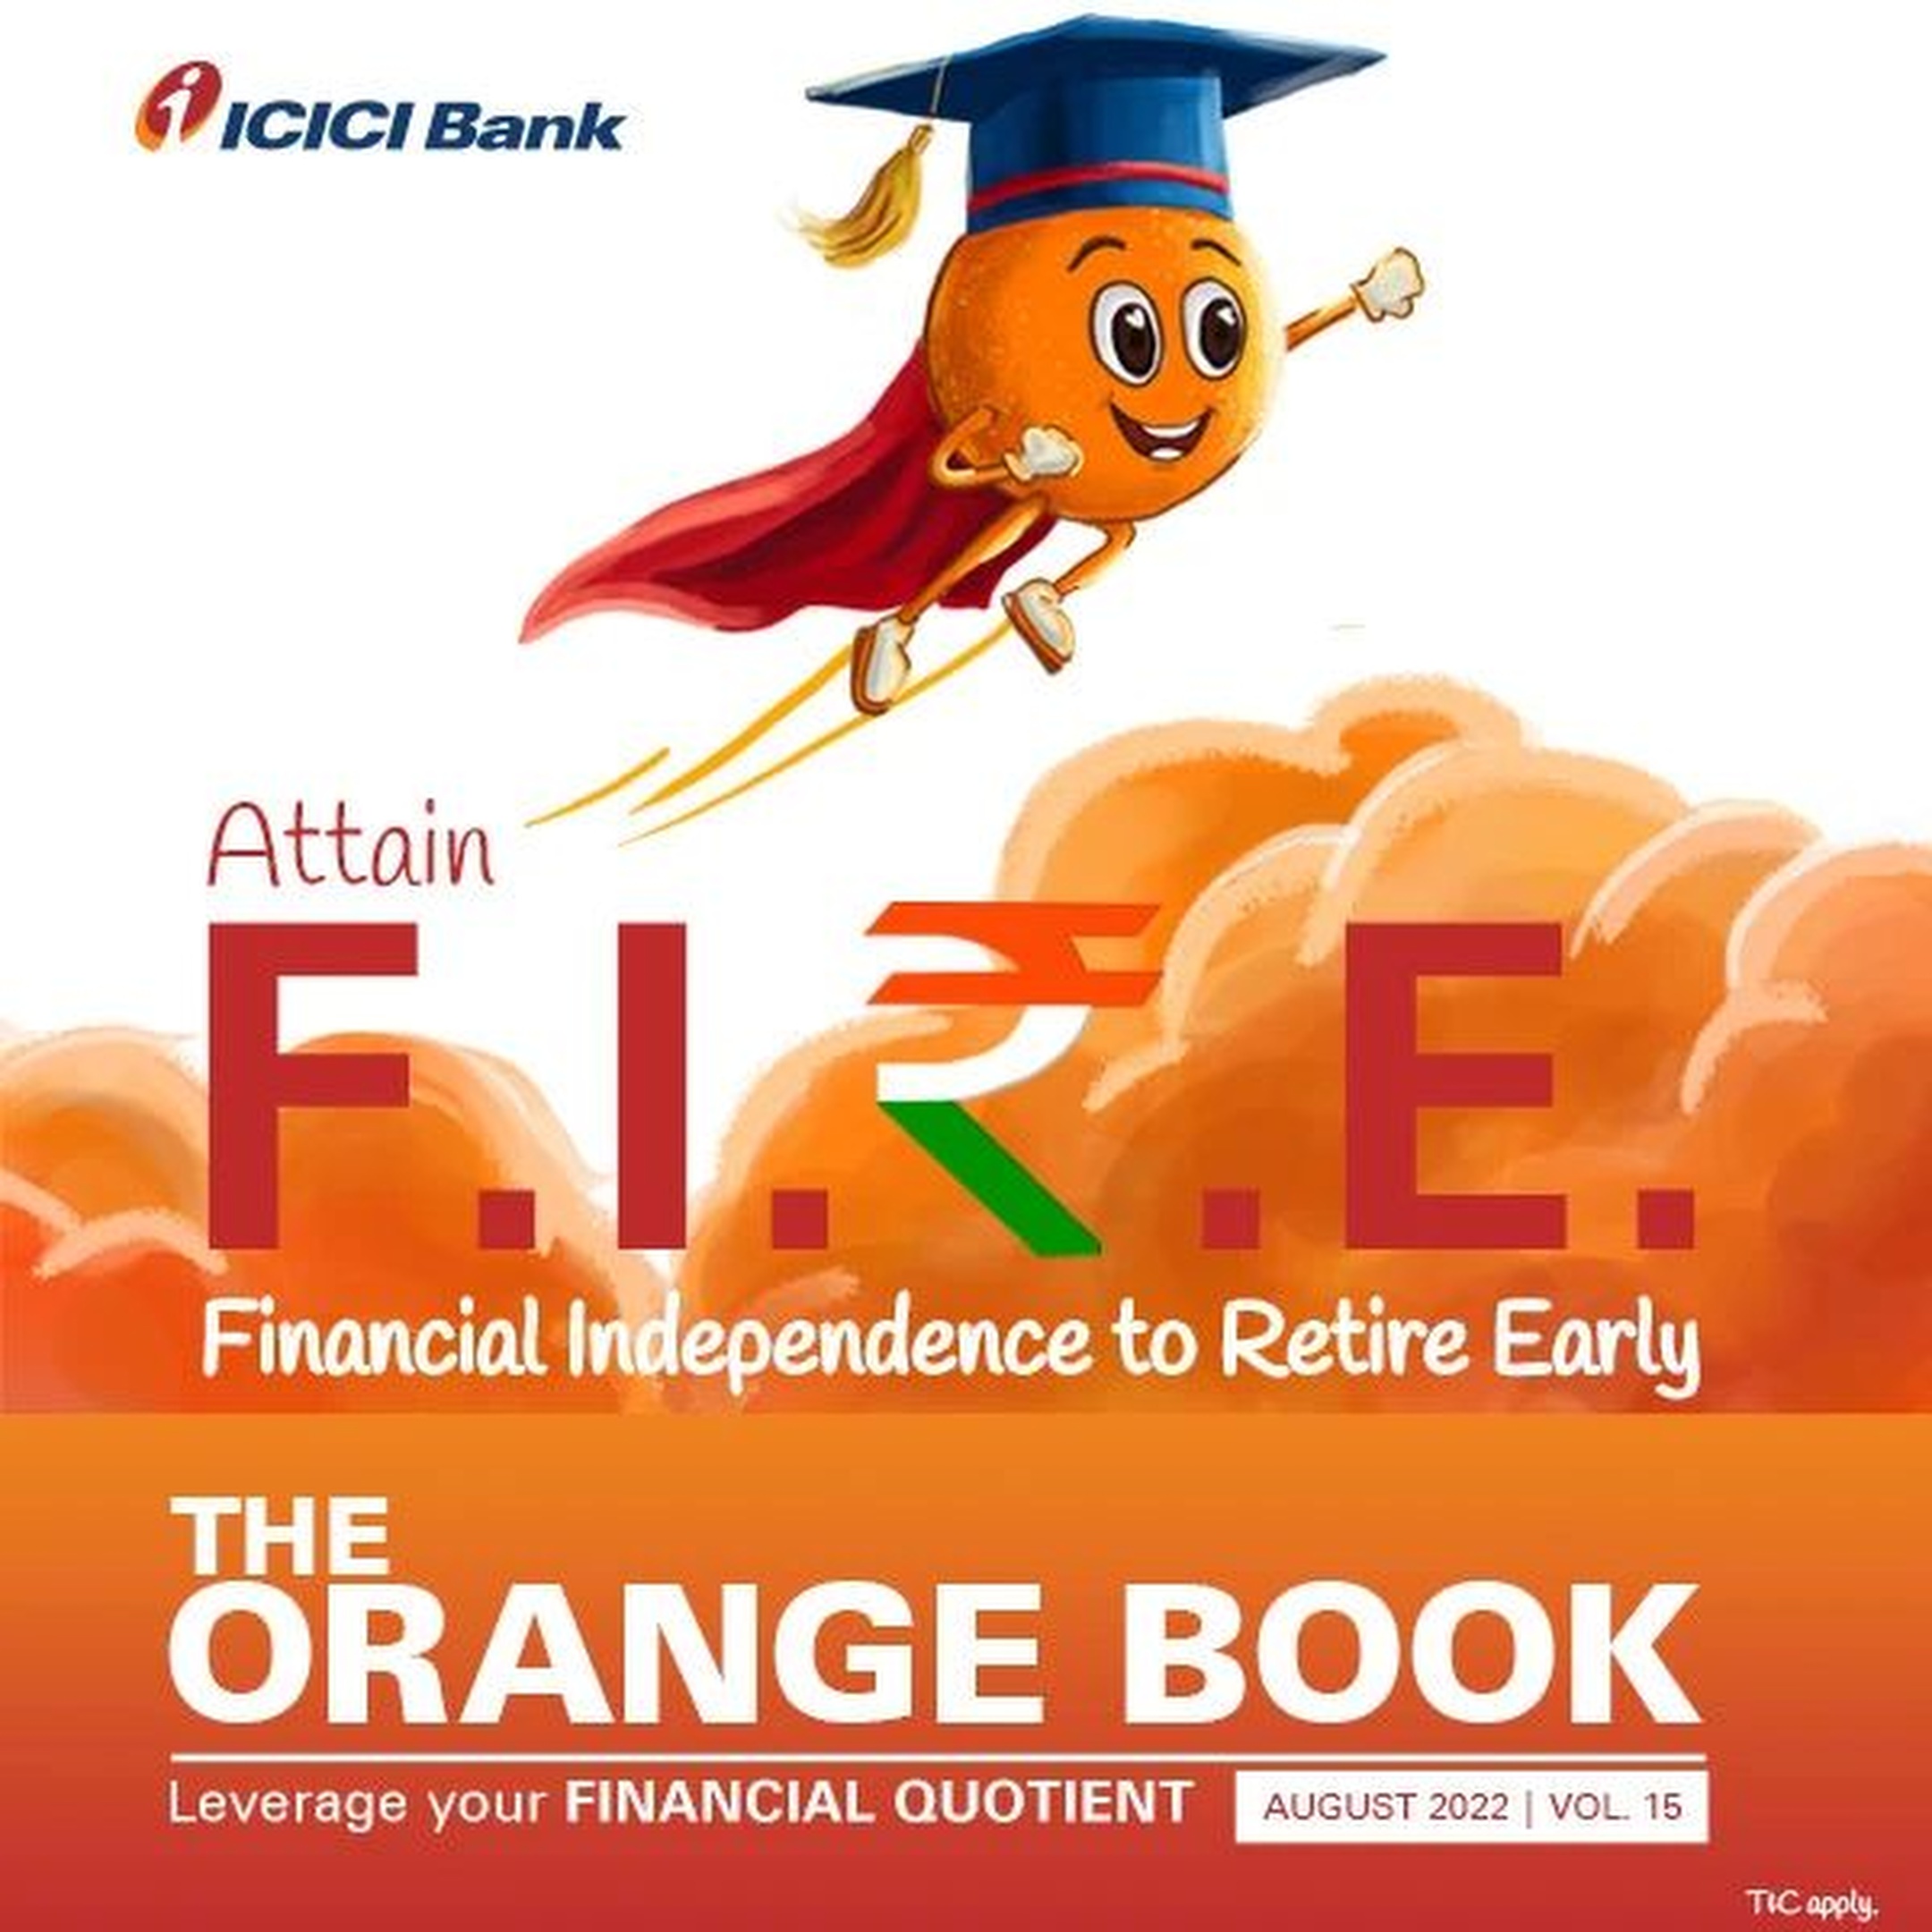 ICICI Bank
Attain
F.I.₹.E.
Financial Independence to Retire Early
THE
ORANGE BOOK
Leverage your FINANCIAL QUOTIENT
AUGUST 2022 | VOL. 15
T&C apply.